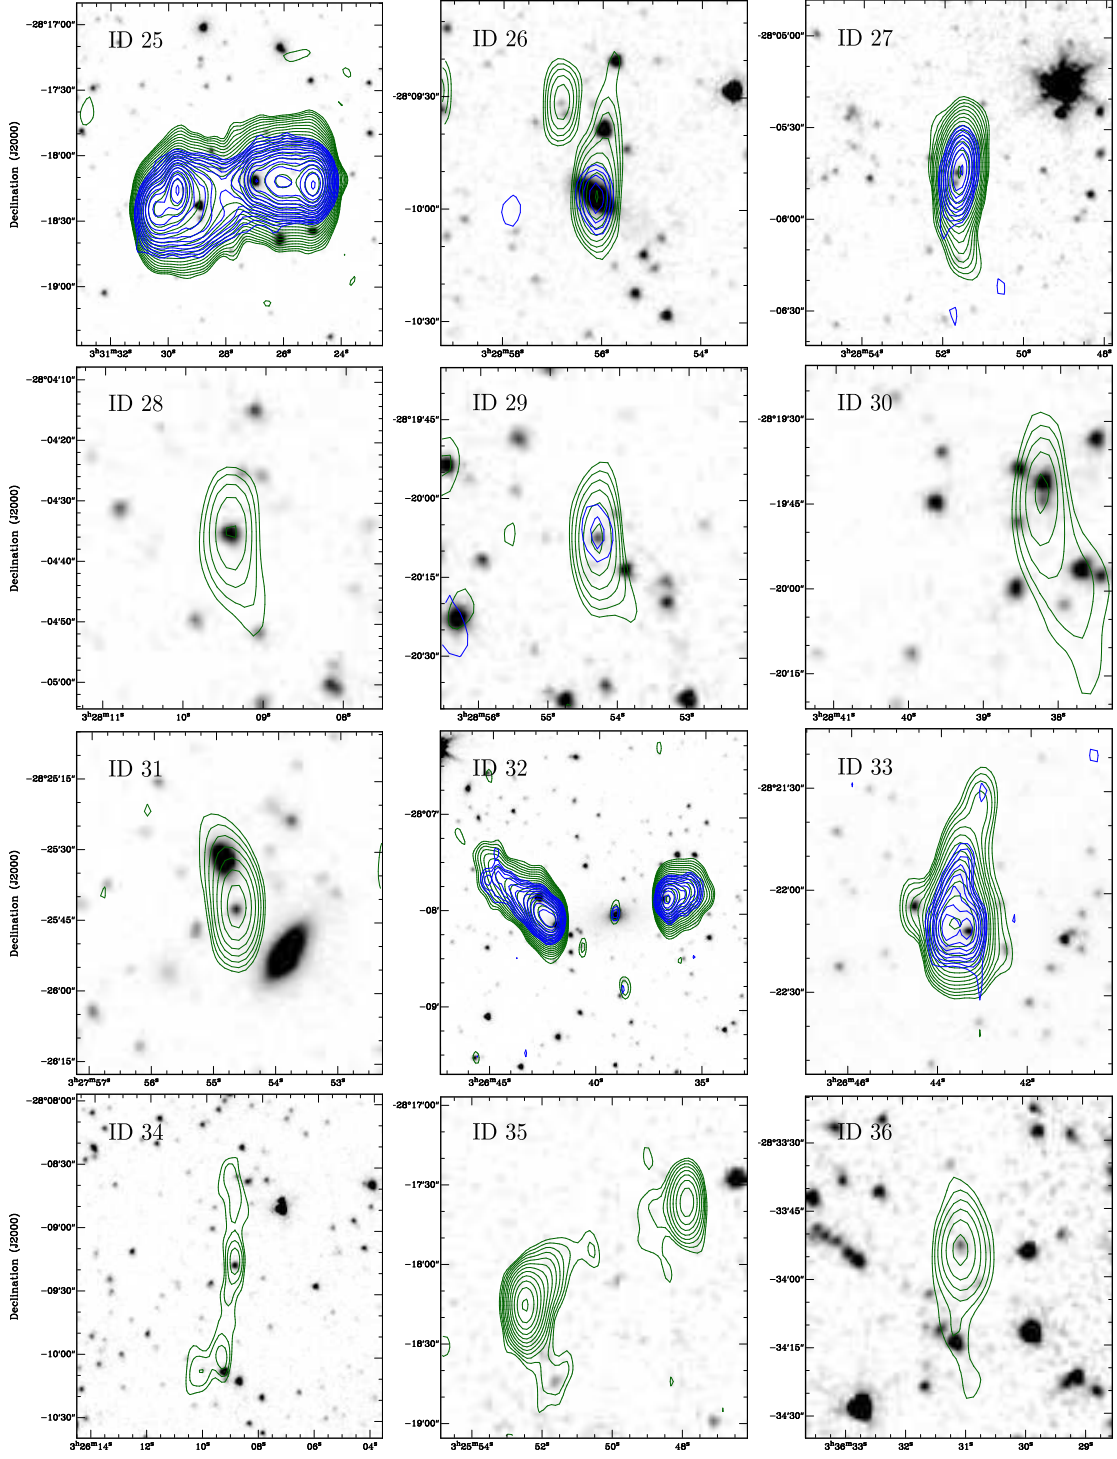 ID 25
−28°17'00"
−17'30"
−18'00"
−18'30"
−19'00"
Declination (J2000)
3ʰ31ᵐ32ˢ 30ˢ 28ˢ 26ˢ 24ˢ
ID 26
−28°09'30"
−10'00"
−10'30"
3ʰ29ᵐ58ˢ 56ˢ 54ˢ
ID 27
−28°05'00"
−05'30"
−06'00"
−06'30"
3ʰ28ᵐ54ˢ 52ˢ 50ˢ 48ˢ
ID 28
−28°04'10"
−04'20"
−04'30"
−04'40"
−04'50"
−05'00"
Declination (J2000)
3ʰ28ᵐ11ˢ 10ˢ 09ˢ 08ˢ
ID 29
−28°19'45"
−20'00"
−20'15"
−20'30"
3ʰ28ᵐ56ˢ 55ˢ 54ˢ 53ˢ
ID 30
−28°19'30"
−19'45"
−20'00"
−20'15"
3ʰ28ᵐ41ˢ 40ˢ 39ˢ 38ˢ
ID 31
−28°25'15"
−25'30"
−25'45"
−26'00"
−26'15"
3ʰ27ᵐ57ˢ 56ˢ 55ˢ 54ˢ 53ˢ
ID 32
−28°07'
−08'
−09'
3ʰ26ᵐ45ˢ 40ˢ 35ˢ
ID 33
−28°21'30"
−22'00"
−22'30"
3ʰ26ᵐ46ˢ 44ˢ 42ˢ
ID 34
−28°08'00"
−08'30"
−09'00"
−09'30"
−10'00"
−10'30"
Declination (J2000)
3ʰ26ᵐ14ˢ 12ˢ 10ˢ 08ˢ 06ˢ 04ˢ
ID 35
−28°17'00"
−17'30"
−18'00"
−18'30"
−19'00"
3ʰ25ᵐ54ˢ 52ˢ 50ˢ 48ˢ
ID 36
−28°33'30"
−33'45"
−34'00"
−34'15"
−34'30"
3ʰ36ᵐ33ˢ 32ˢ 31ˢ 30ˢ 29ˢ